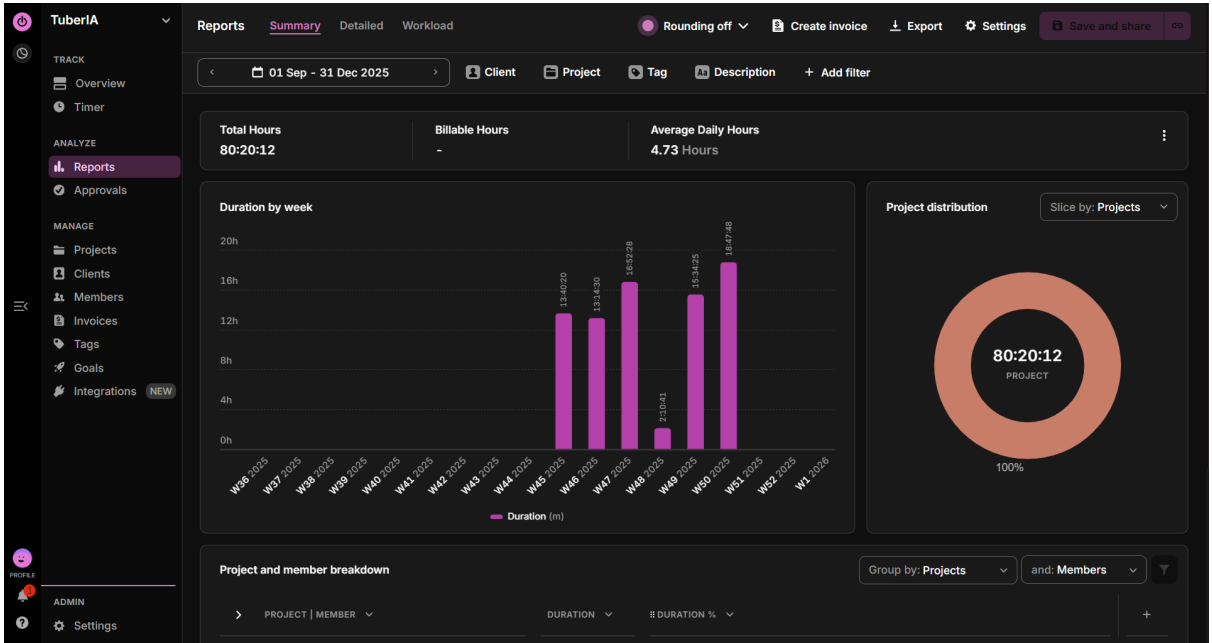 TuberIA
TRACK
Overview
Timer
ANALYZE
Reports
Approvals
MANAGE
Projects
Clients
Members
Invoices
Tags
Goals
Integrations NEW
PROFILE
1
ADMIN
Settings
Reports Summary Detailed Workload
Rounding off Create invoice Export Settings Save and share
01 Sep - 31 Dec 2025 Client Project Tag Aa Description + Add filter
Total Hours
80:20:12
Billable Hours
-
Average Daily Hours
4.73 Hours
Duration by week
20h
16h
12h
8h
4h
0h
13:40:20
13:14:30
16:52:28
2:10:41
15:34:25
18:47:48
W36 2025
W37 2025
W38 2025
W39 2025
W40 2025
W41 2025
W42 2025
W43 2025
W44 2025
W45 2025
W46 2025
W47 2025
W48 2025
W49 2025
W50 2025
W51 2025
W52 2025
W1 2026
Duration (m)
Project distribution
Slice by: Projects
80:20:12
PROJECT
100%
Project and member breakdown
Group by: Projects
and: Members
PROJECT | MEMBER DURATION DURATION % +